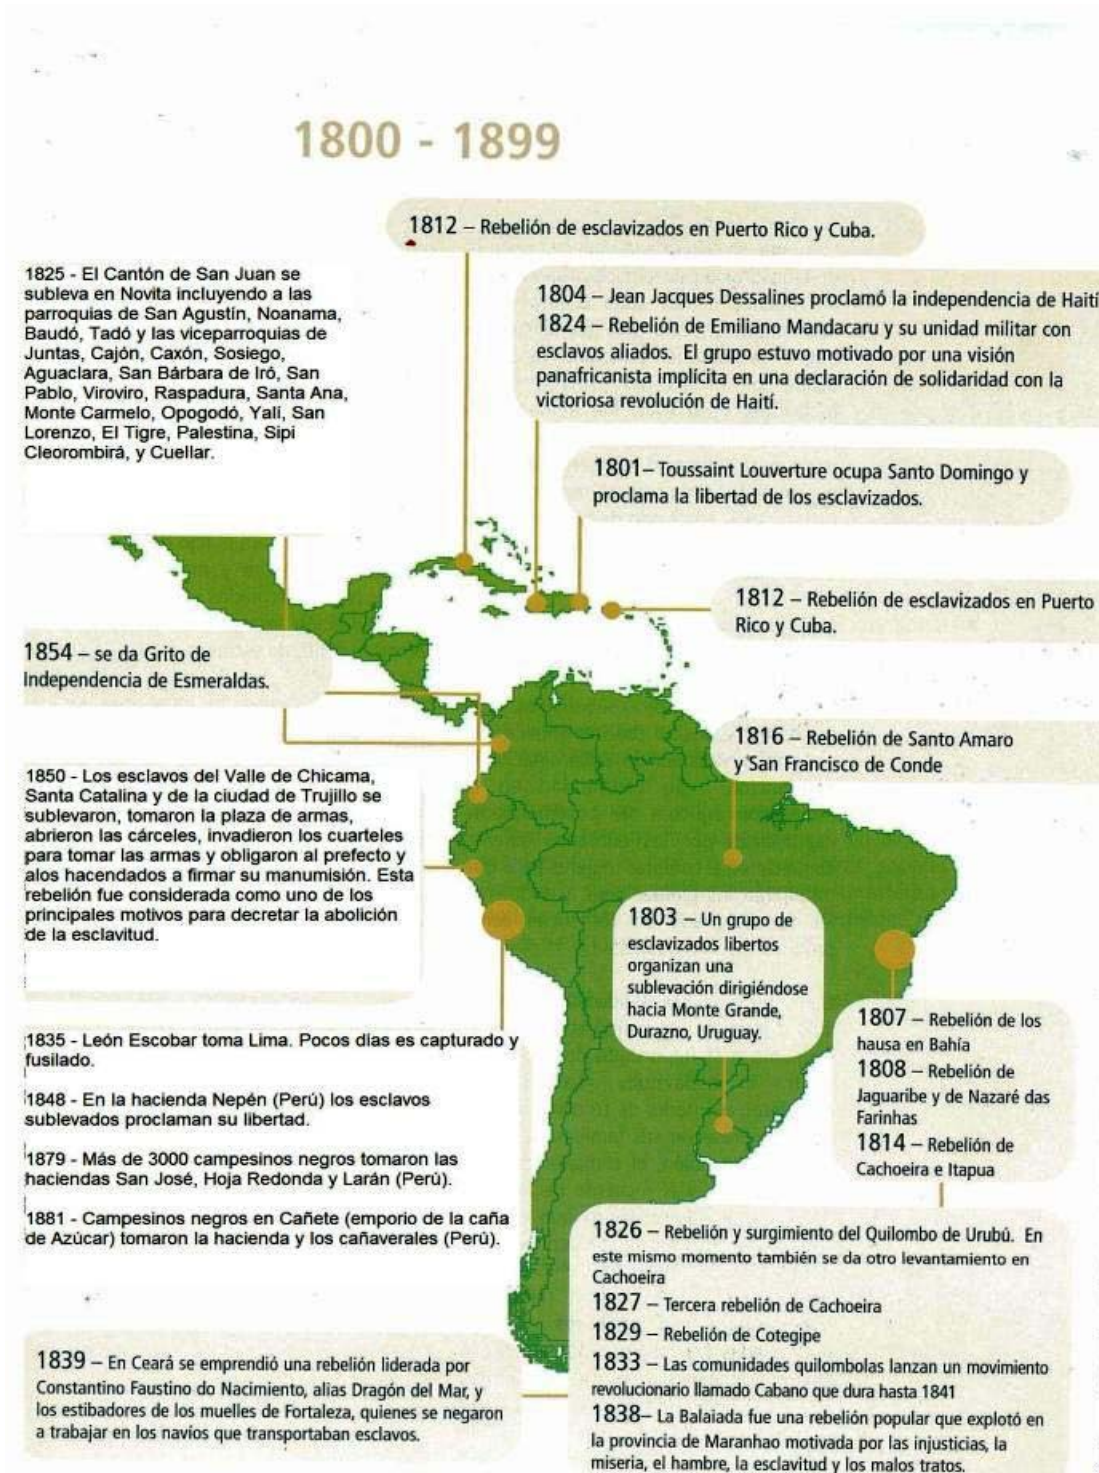 1800 - 1899
1812 – Rebelión de esclavizados en Puerto Rico y Cuba.
1825 - El Cantón de San Juan se
subleva en Novita incluyendo a las
parroquias de San Agustín, Noanama,
Baudó, Tadó y las viceparroquias de
Juntas, Cajón, Caxón, Sosiego,
Aguaclara, San Bárbara de Iró, San
Pablo, Viroviro, Raspadura, Santa Ana,
Monte Carmelo, Opogodó, Yalí, San
Lorenzo, El Tigre, Palestina, Sipi
Cleorombirá, y Cuellar.
1804 – Jean Jacques Dessalines proclamó la independencia de Haití
1824 – Rebelión de Emiliano Mandacaru y su unidad militar con
esclavos aliados. El grupo estuvo motivado por una visión
panafricanista implícita en una declaración de solidaridad con la
victoriosa revolución de Haití.
1801– Toussaint Louverture ocupa Santo Domingo y
proclama la libertad de los esclavizados.
1812 – Rebelión de esclavizados en Puerto
Rico y Cuba.
1854 – se da Grito de
Independencia de Esmeraldas.
1816 – Rebelión de Santo Amaro
y San Francisco de Conde
1850 - Los esclavos del Valle de Chicama,
Santa Catalina y de la ciudad de Trujillo se
sublevaron, tomaron la plaza de armas,
abrieron las cárceles, invadieron los cuarteles
para tomar las armas y obligaron al prefecto y
alos hacendados a firmar su manumisión. Esta
rebelión fue considerada como uno de los
principales motivos para decretar la abolición
de la esclavitud.
1803 – Un grupo de
esclavizados libertos
organizan una
sublevación dirigiéndose
hacia Monte Grande,
Durazno, Uruguay.
1807 – Rebelión de los
hausa en Bahía
1808 – Rebelión de
Jaguaribe y de Nazaré das
Farinhas
1814 – Rebelión de
Cachoeira e Itapua
1835 - León Escobar toma Lima. Pocos días es capturado y
fusilado.
1848 - En la hacienda Nepén (Perú) los esclavos
sublevados proclaman su libertad.
1879 - Más de 3000 campesinos negros tomaron las
haciendas San José, Hoja Redonda y Larán (Perú).
1881 - Campesinos negros en Cañete (emporio de la caña
de Azúcar) tomaron la hacienda y los cañaverales (Perú).
1826 – Rebelión y surgimiento del Quilombo de Urubú. En
este mismo momento también se da otro levantamiento en
Cachoeira
1827 – Tercera rebelión de Cachoeira
1829 – Rebelión de Cotegipe
1833 – Las comunidades quilombolas lanzan un movimiento
revolucionario llamado Cabano que dura hasta 1841
1838– La Balaiada fue una rebelión popular que explotó en
la provincia de Maranhao motivada por las injusticias, la
miseria, el hambre, la esclavitud y los malos tratos.
1839 – En Ceará se emprendió una rebelión liderada por
Constantino Faustino do Nacimiento, alias Dragón del Mar, y
los estibadores de los muelles de Fortaleza, quienes se negaron
a trabajar en los navíos que transportaban esclavos.